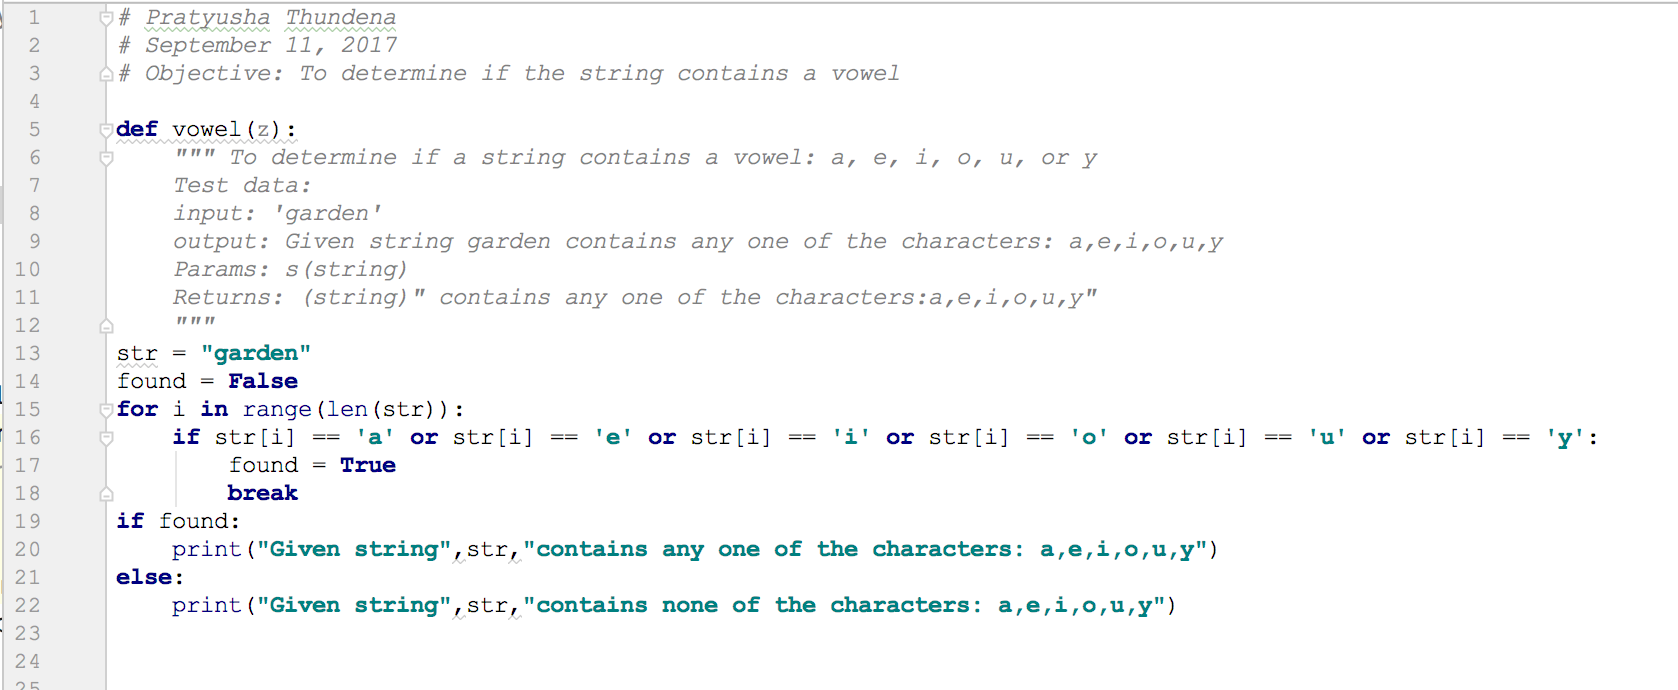 1 # Pratyusha Thundena
2 # September 11, 2017
3 # Objective: To determine if the string contains a vowel
4
5 def vowel(z):
6     """ To determine if a string contains a vowel: a, e, i, o, u, or y
7     Test data:
8     input: 'garden'
9     output: Given string garden contains any one of the characters: a,e,i,o,u,y
10     Params: s(string)
11     Returns: (string)" contains any one of the characters:a,e,i,o,u,y"
12     """
13 str = "garden"
14 found = False
15 for i in range(len(str)):
16     if str[i] == 'a' or str[i] == 'e' or str[i] == 'i' or str[i] == 'o' or str[i] == 'u' or str[i] == 'y':
17         found = True
18         break
19 if found:
20     print("Given string",str,"contains any one of the characters: a,e,i,o,u,y")
21 else:
22     print("Given string",str,"contains none of the characters: a,e,i,o,u,y")
23
24
25